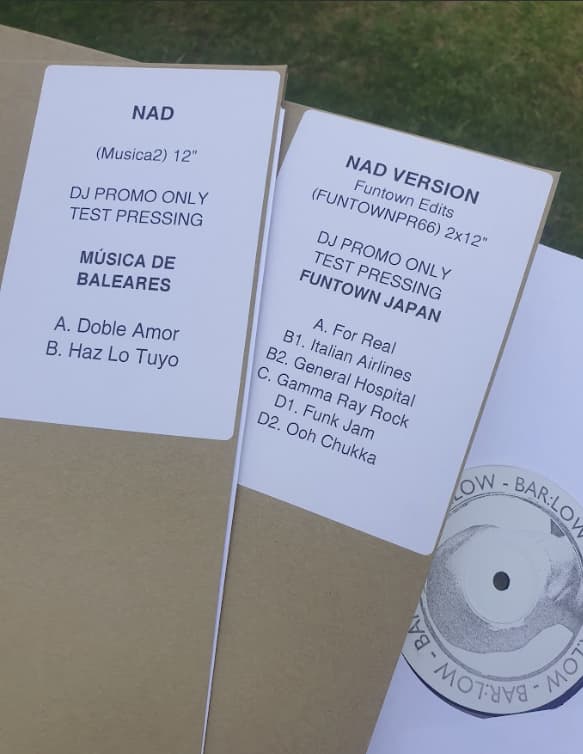 NAD
(Musica2) 12"
DJ PROMO ONLY
TEST PRESSING
MÚSICA DE
BALEARES
A. Doble Amor
B. Haz Lo Tuyo
NAD VERSION
Funtown Edits
(FUNTOWNPR66) 2x12"
DJ PROMO ONLY
TEST PRESSING
FUNTOWN JAPAN
A. For Real
B1. Italian Airlines
B2. General Hospital
C. Gamma Ray Rock
D1. Funk Jam
D2. Ooh Chukka
LOW - BAR:LOW - BAR:LOW - BA